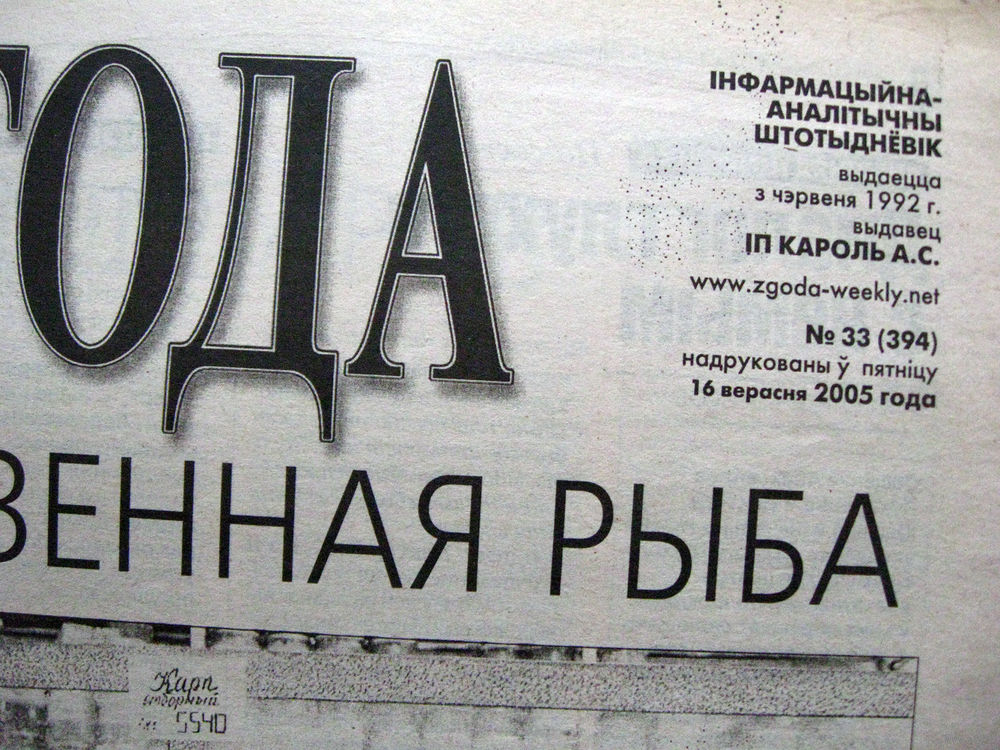 ГОДА
ІНФАРМАЦЫЙНА-
АНАЛІТЫЧНЫ
ШТОТЫДНЁВІК
выдаецца
з чэрвеня 1992 г.
выдавец
ІП КАРОЛЬ А.С.
www.zgoda-weekly.net
№ 33 (394)
надрукованы ў пятніцу
16 верасня 2005 года
ВЕННАЯ РЫБА
Карп
отборный
5540